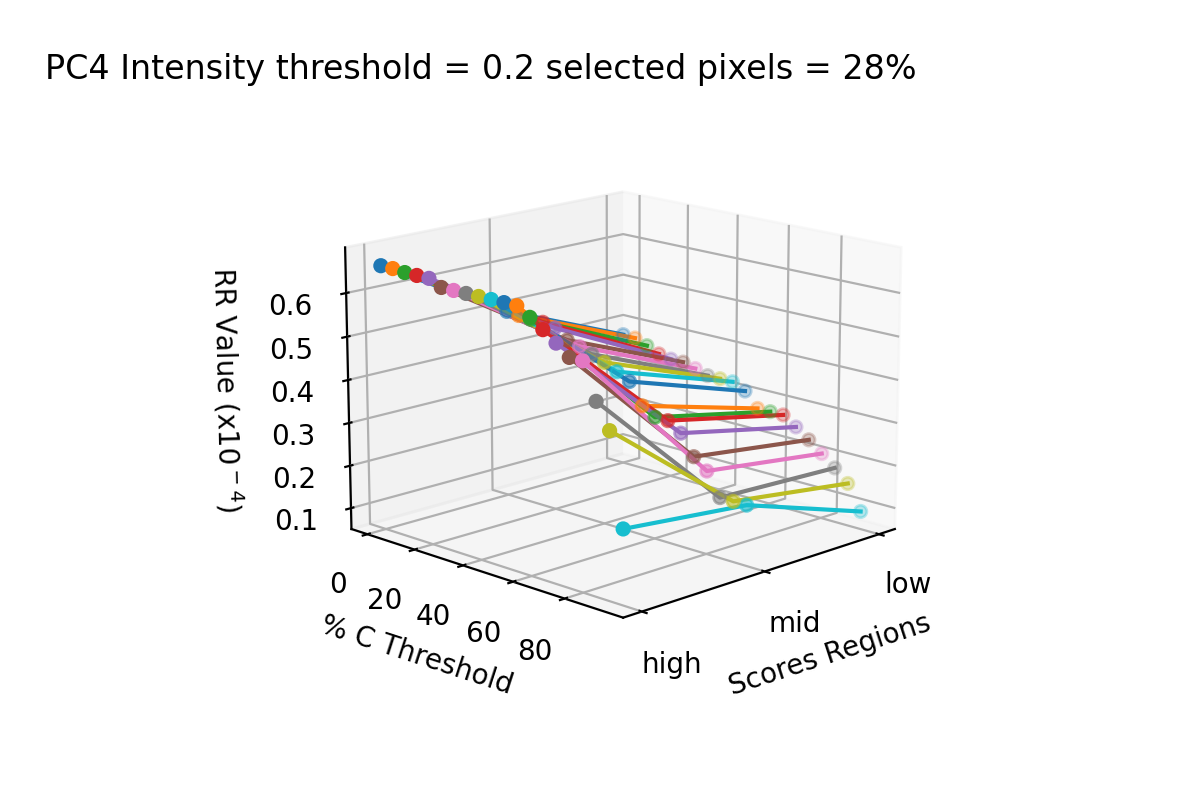 PC4 Intensity threshold = 0.2 selected pixels = 28%
RR Value (x10⁻⁴)
0.6
0.5
0.4
0.3
0.2
0.1
0
20
40
60
80
% C Threshold
high
mid
low
Scores Regions